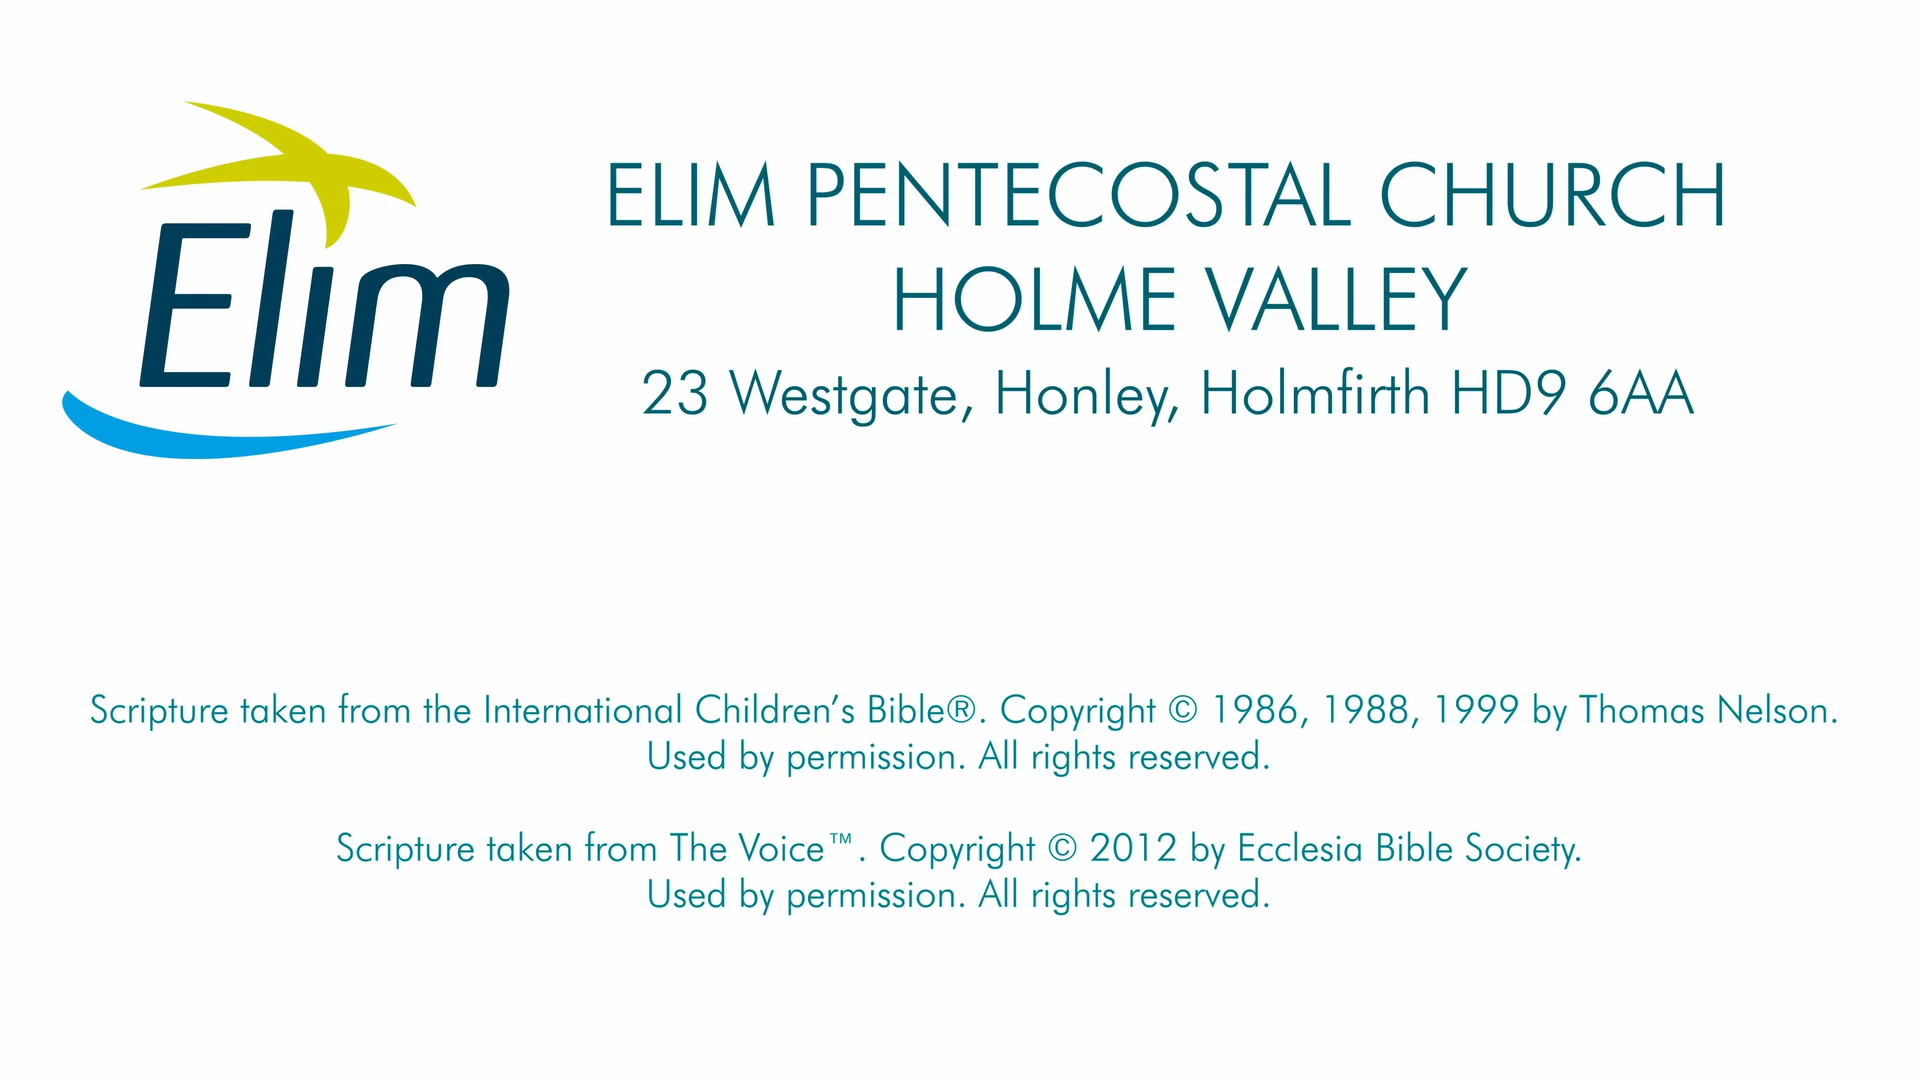 Elim
ELIM PENTECOSTAL CHURCH
HOLME VALLEY
23 Westgate, Honley, Holmfirth HD9 6AA
Scripture taken from the International Children’s Bible®. Copyright © 1986, 1988, 1999 by Thomas Nelson.
Used by permission. All rights reserved.
Scripture taken from The Voice™. Copyright © 2012 by Ecclesia Bible Society.
Used by permission. All rights reserved.